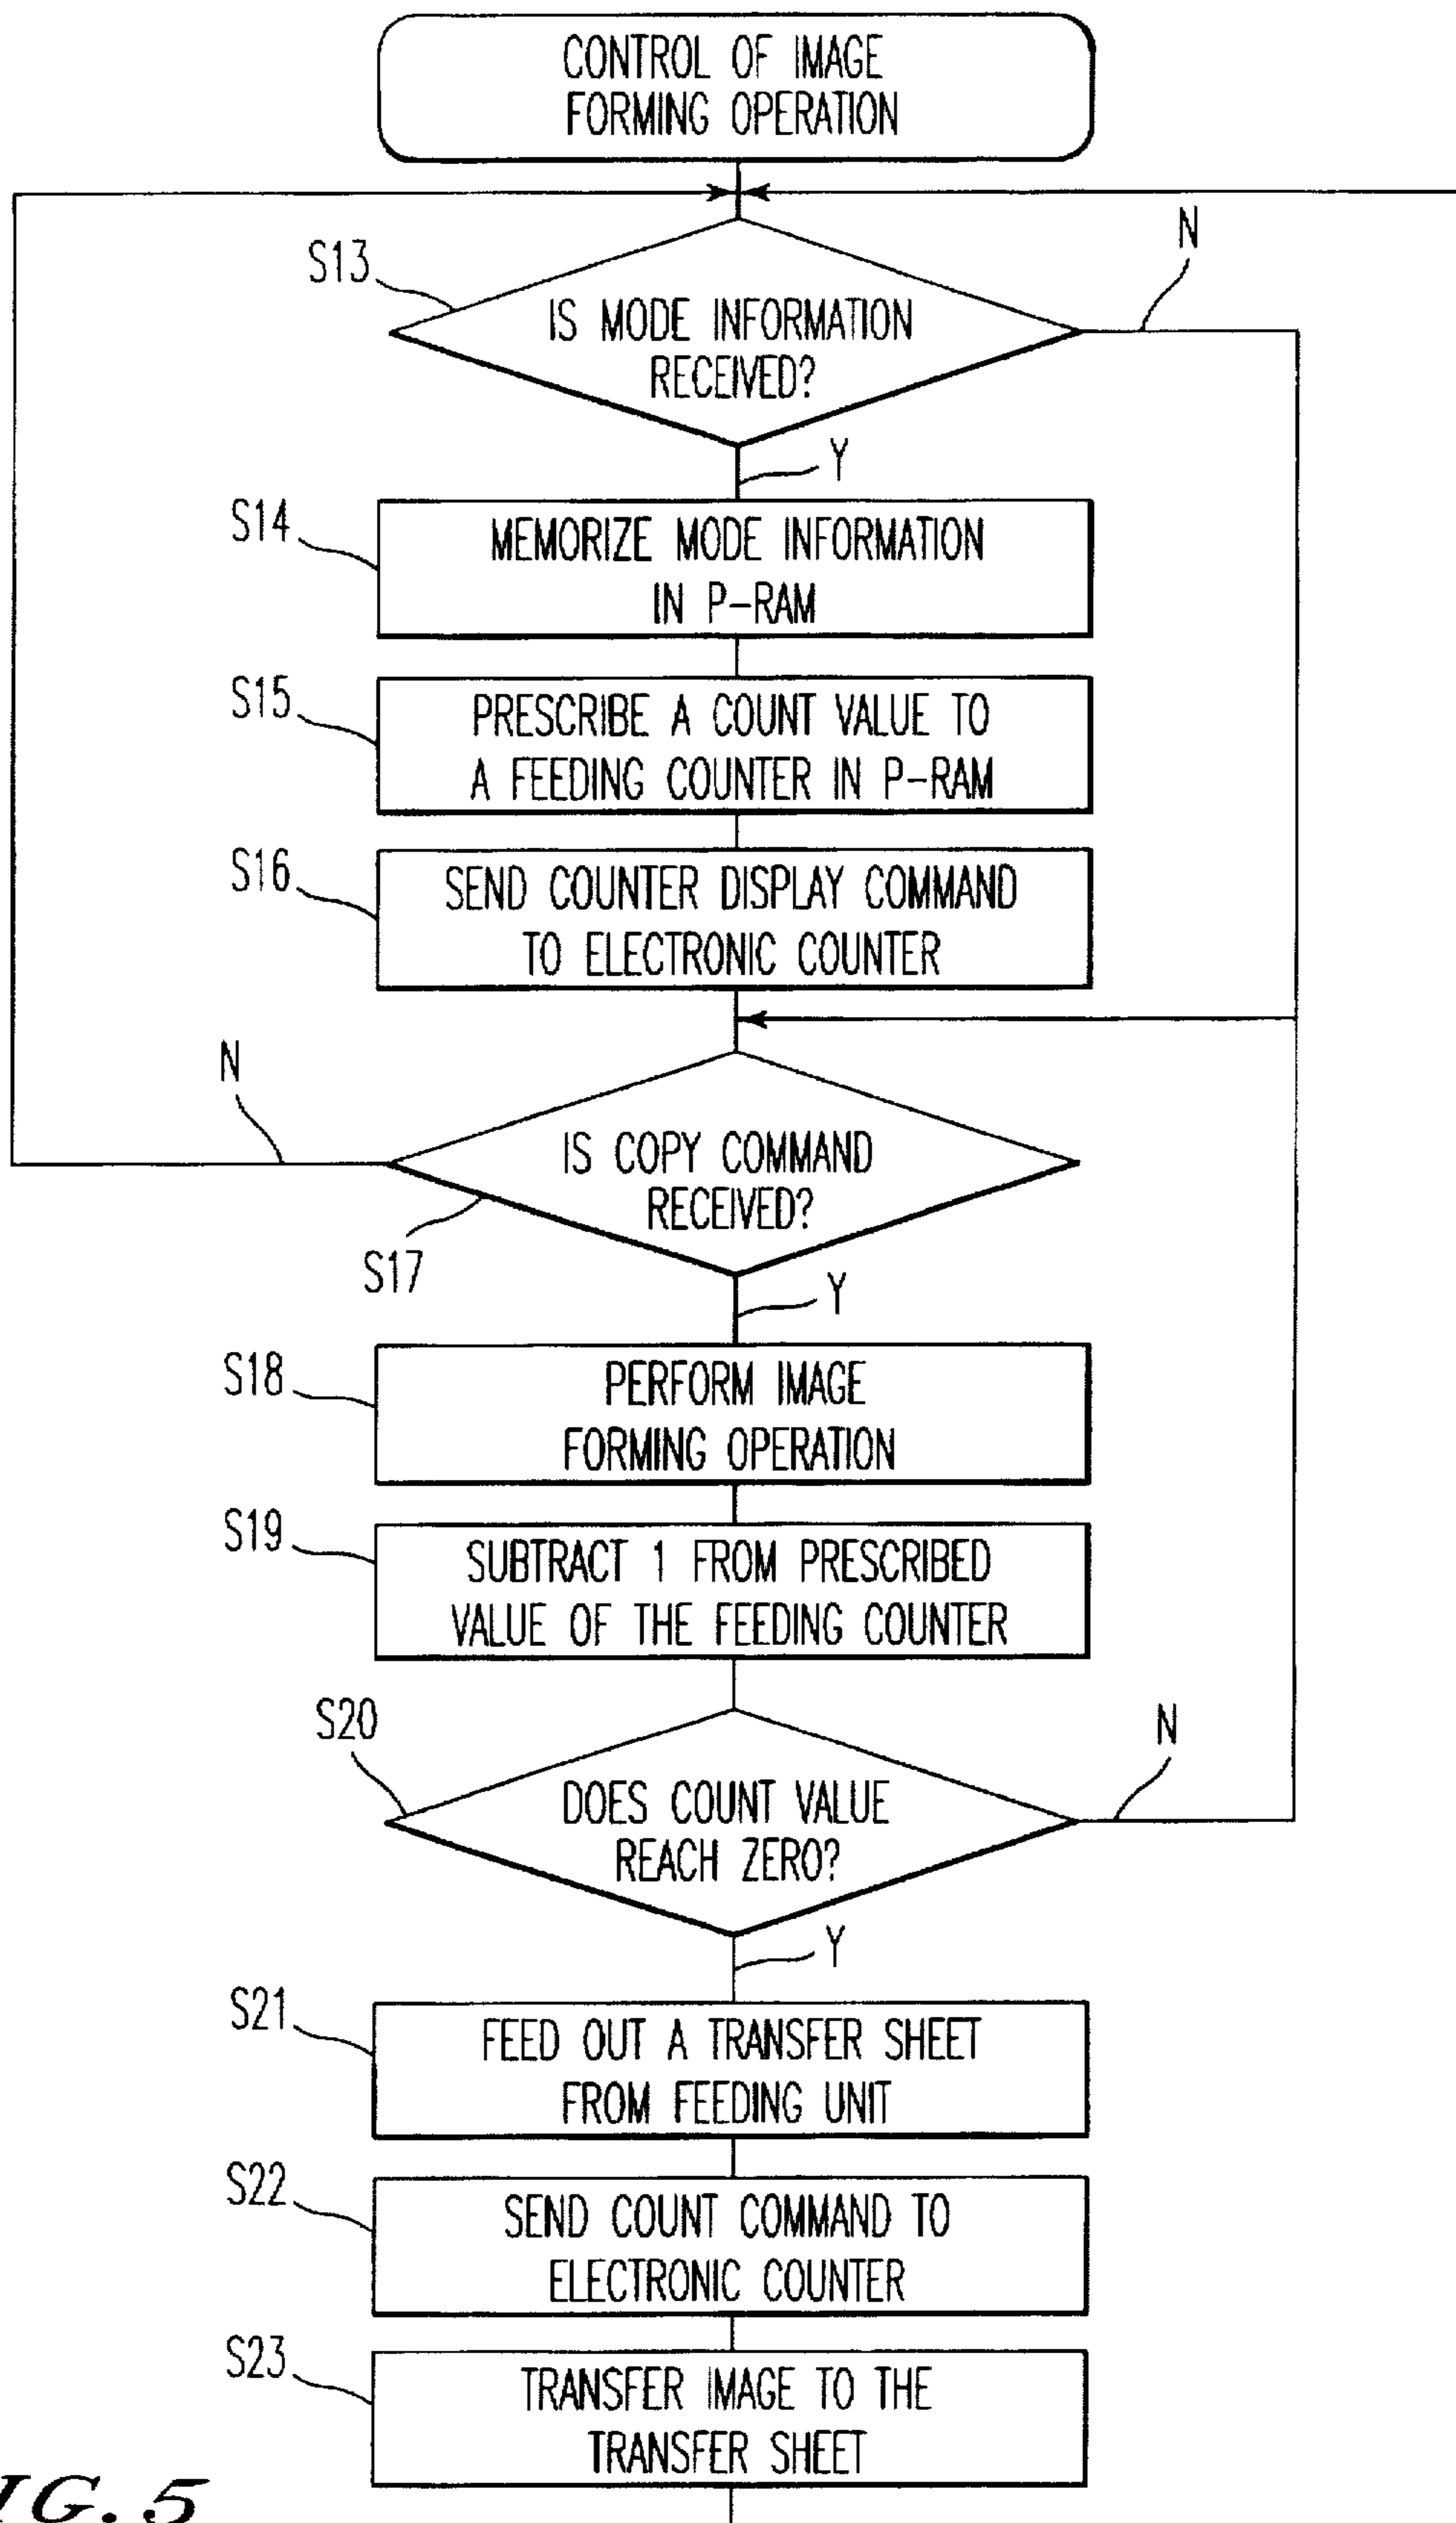 CONTROL OF IMAGE
FORMING OPERATION
N
S13
IS MODE INFORMATION
RECEIVED?
Y
S14
MEMORIZE MODE INFORMATION
IN P-RAM
S15
PRESCRIBE A COUNT VALUE TO
A FEEDING COUNTER IN P-RAM
S16
SEND COUNTER DISPLAY COMMAND
TO ELECTRONIC COUNTER
N
IS COPY COMMAND
RECEIVED?
S17
Y
S18
PERFORM IMAGE
FORMING OPERATION
S19
SUBTRACT 1 FROM PRESCRIBED
VALUE OF THE FEEDING COUNTER
S20
N
DOES COUNT VALUE
REACH ZERO?
Y
S21
FEED OUT A TRANSFER SHEET
FROM FEEDING UNIT
S22
SEND COUNT COMMAND TO
ELECTRONIC COUNTER
S23
TRANSFER IMAGE TO THE
TRANSFER SHEET
IG. 5